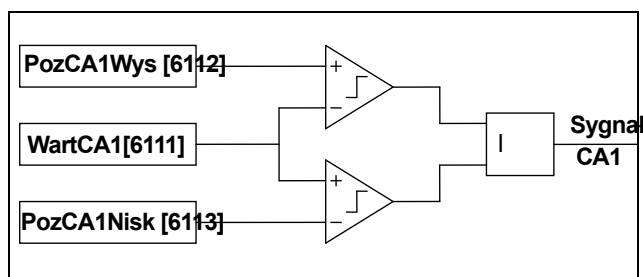 PozCA1Wys [6112]
WartCA1[6111]
PozCA1Nisk [6113]
+
−
+
−
I
Sygnał
CA1